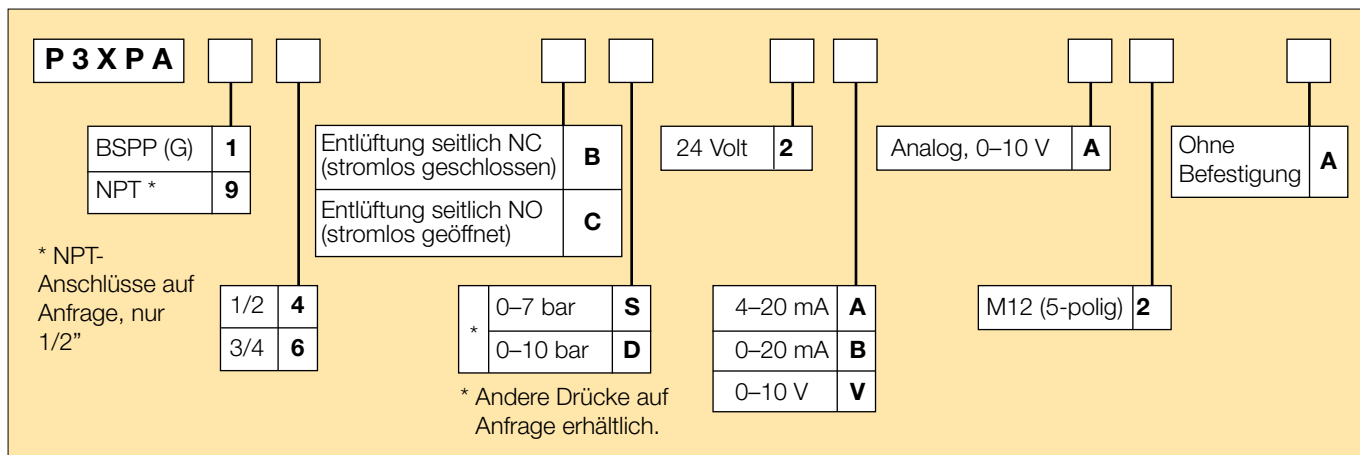 P 3 X P A
BSPP (G) 1
NPT * 9
* NPT-
Anschlüsse auf
Anfrage, nur
1/2”
1/2 4
3/4 6
Entlüftung seitlich NC
(stromlos geschlossen) B
Entlüftung seitlich NO
(stromlos geöffnet) C
* 0–7 bar S
0–10 bar D
* Andere Drücke auf
Anfrage erhältlich.
24 Volt 2
4–20 mA A
0–20 mA B
0–10 V V
Analog, 0–10 V A
M12 (5-polig) 2
Ohne
Befestigung A